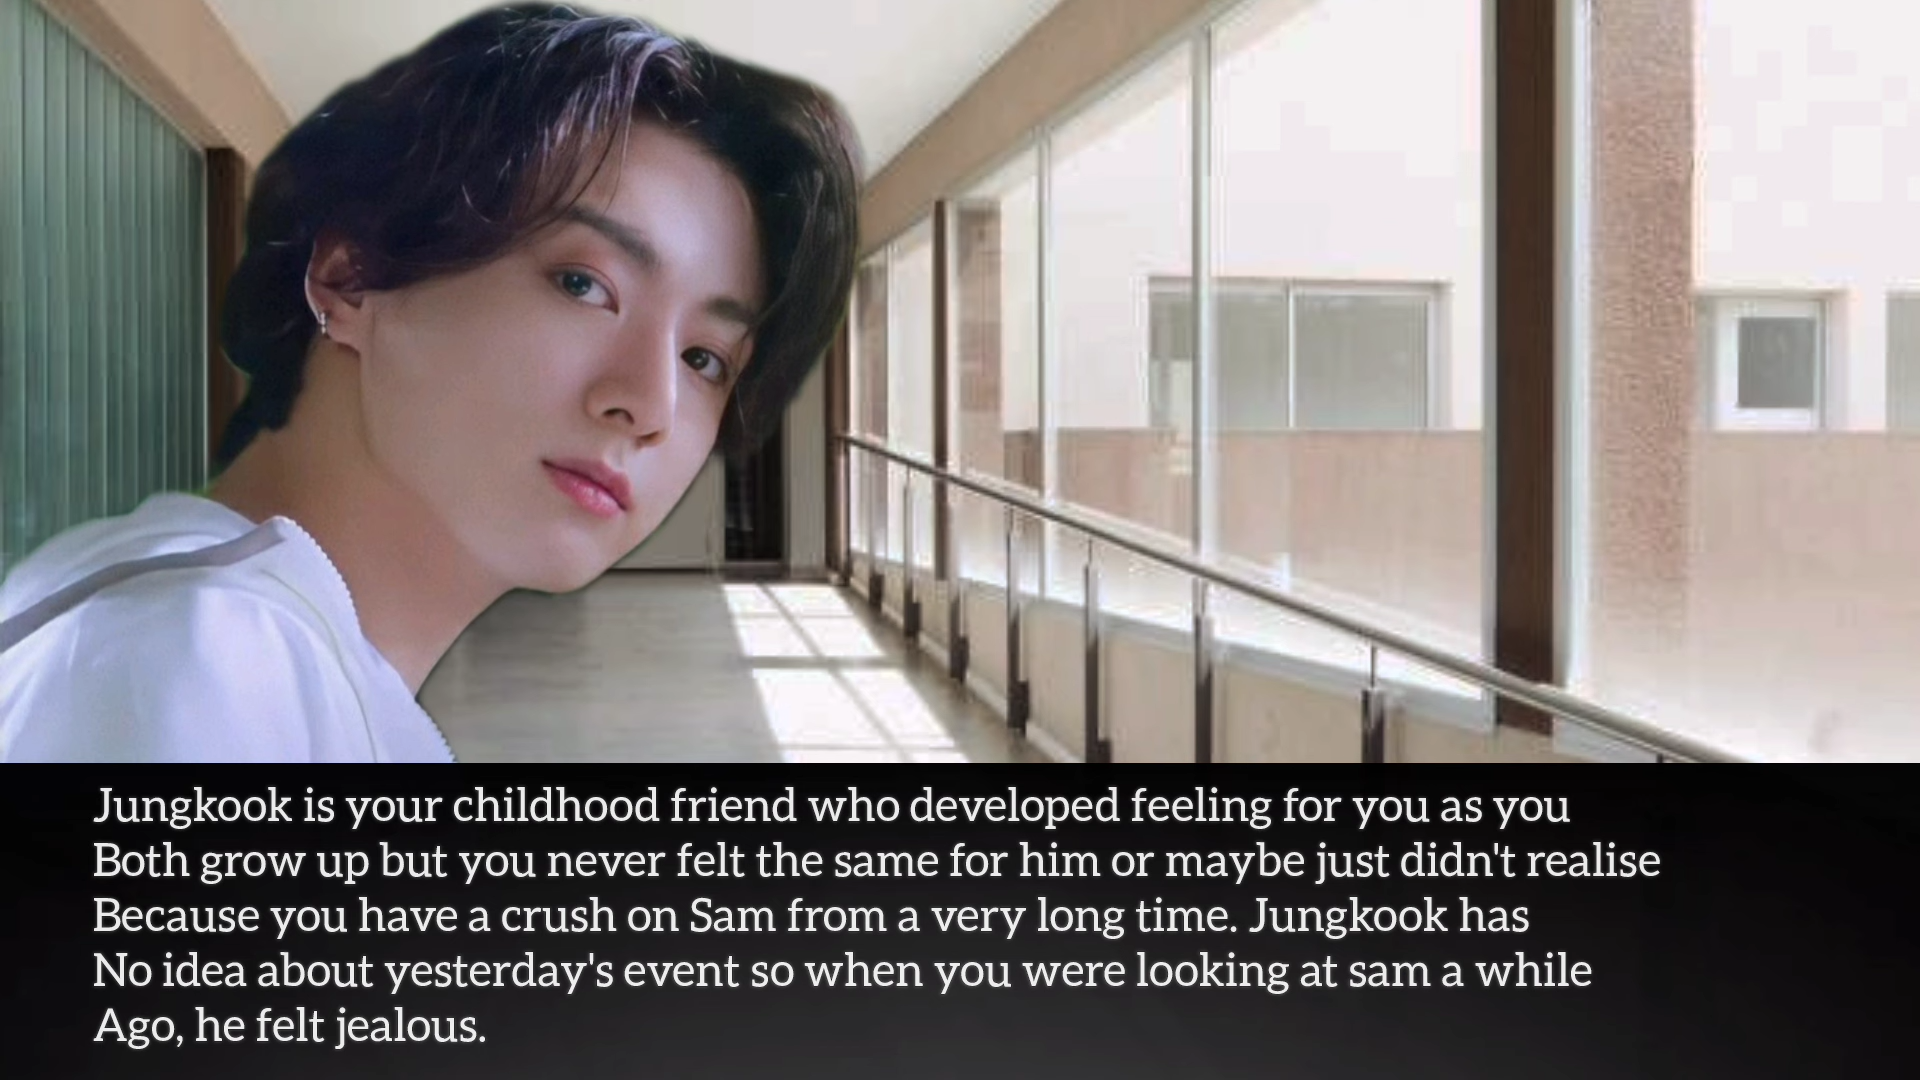 Jungkook is your childhood friend who developed feeling for you as you
Both grow up but you never felt the same for him or maybe just didn't realise
Because you have a crush on Sam from a very long time. Jungkook has
No idea about yesterday's event so when you were looking at sam a while
Ago, he felt jealous.